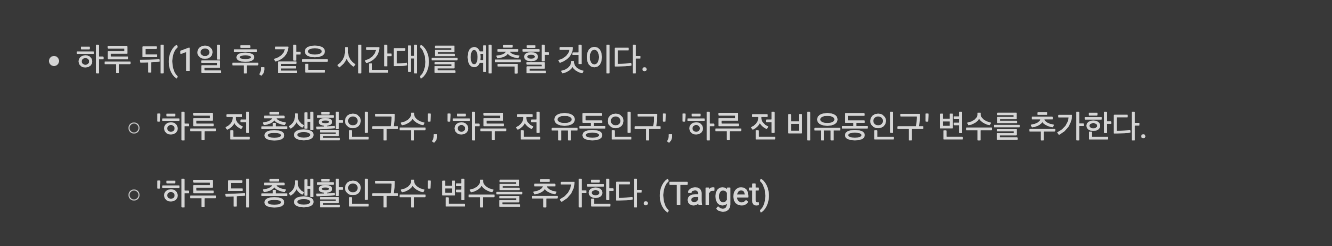 • 하루 뒤(1일 후, 같은 시간대)를 예측할 것이다.
○ '하루 전 총생활인구수', '하루 전 유동인구', '하루 전 비유동인구' 변수를 추가한다.
○ '하루 뒤 총생활인구수' 변수를 추가한다. (Target)